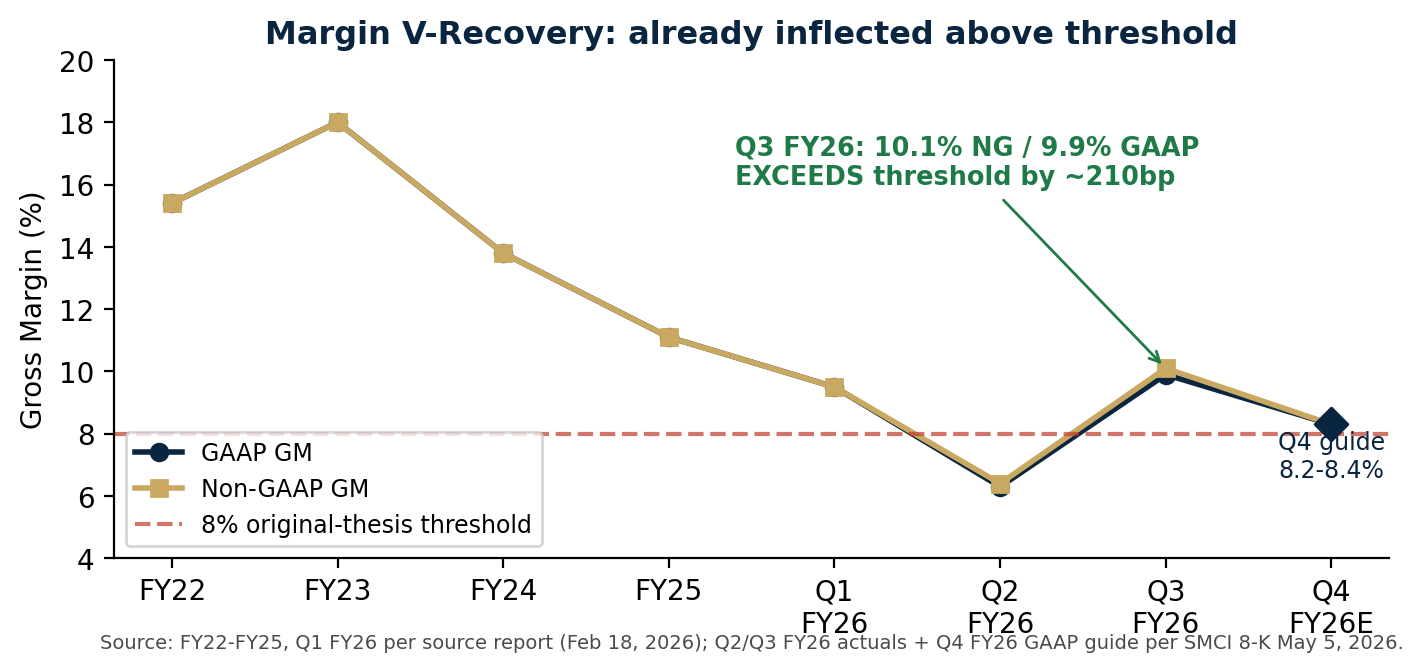 Margin V-Recovery: already inflected above threshold
20
18
16
14
12
10
8
6
4
Gross Margin (%)
Q3 FY26: 10.1% NG / 9.9% GAAP
EXCEEDS threshold by ~210bp
Q4 guide
8.2-8.4%
GAAP GM
Non-GAAP GM
8% original-thesis threshold
FY22
FY23
FY24
FY25
Q1
FY26
Q2
FY26
Q3
FY26
Q4
FY26E
Source: FY22-FY25, Q1 FY26 per source report (Feb 18, 2026); Q2/Q3 FY26 actuals + Q4 FY26 GAAP guide per SMCI 8-K May 5, 2026.